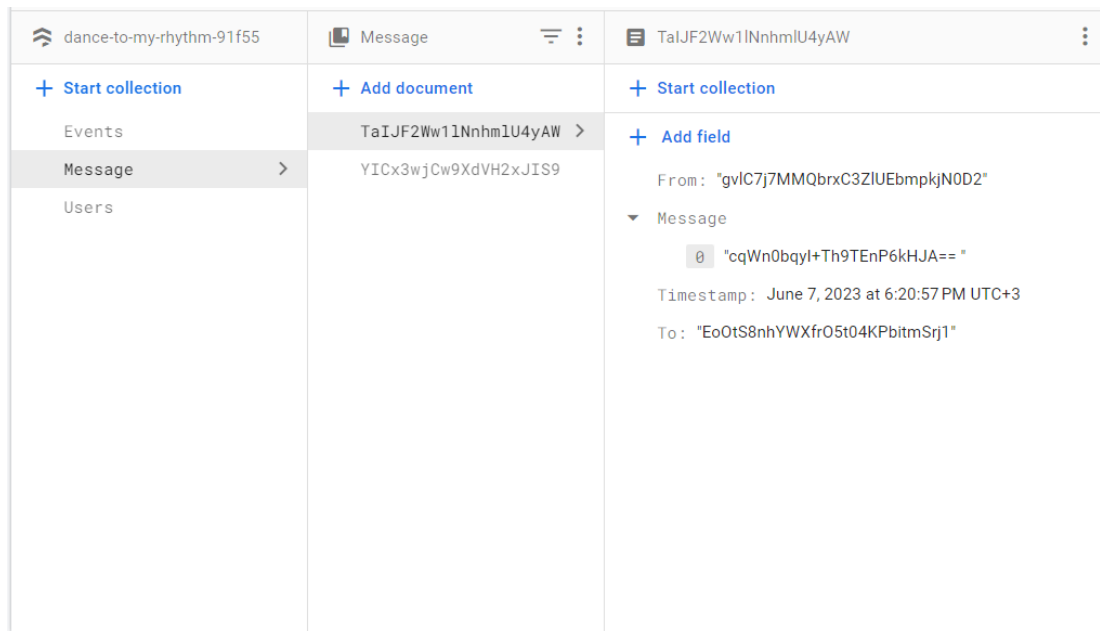 dance-to-my-rhythm-91f55
Message
TaIJF2Ww1lNnhmlU4yAW
+ Start collection
+ Add document
+ Start collection
Events
Message
Users
TaIJF2Ww1lNnhmlU4yAW
YICx3wjCw9XdVH2xJIS9
+ Add field
From: "gvlC7j7MMQbrxC3ZlUEbmpkjN0D2"
Message
0 "cqWn0bqyI+Th9TEnP6kHJA== "
Timestamp: June 7, 2023 at 6:20:57 PM UTC+3
To: "EoOtS8nhYWXfrO5t04KPbitmSrj1"